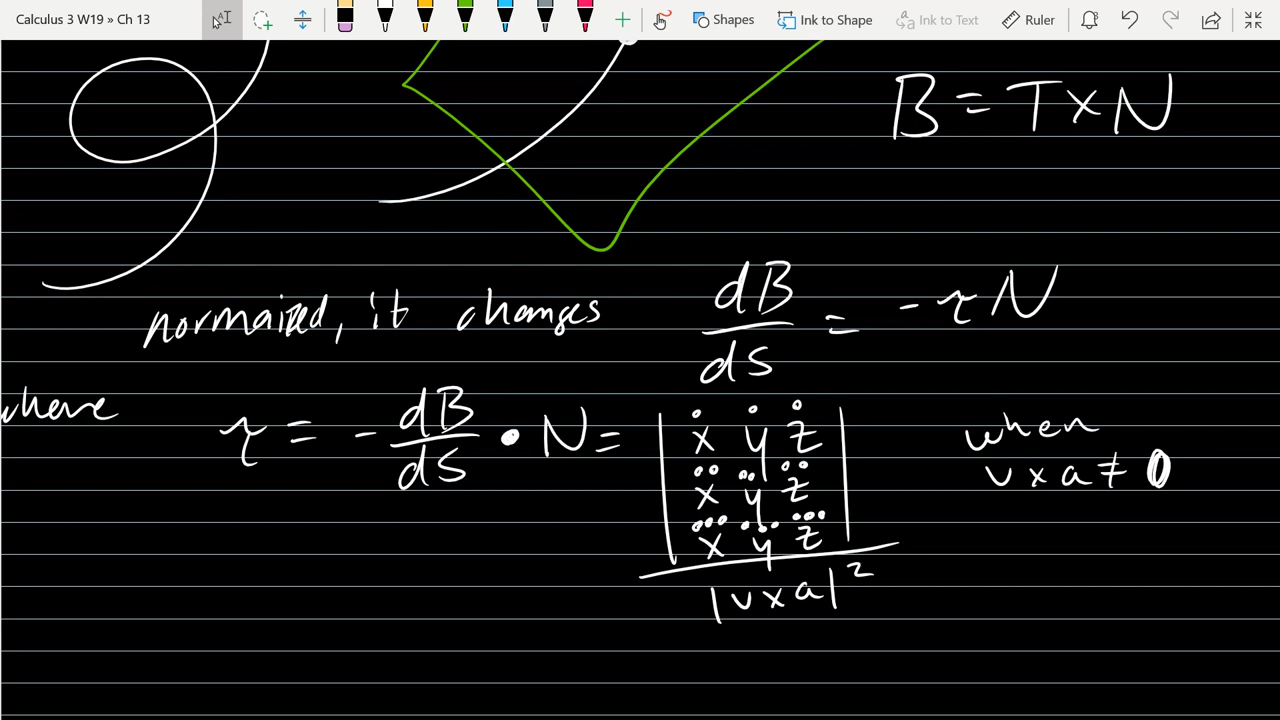 Calculus 3 W19 » Ch 13
Shapes
Ink to Shape
Ink to Text
Ruler
B = T × N
normaized, it changes dB/ds = -τN
where τ = - dB/ds • N = |ẋ ẏ ż; ẍ ÿ z̈; x⃛ y⃛ z⃛| / |v×a|² when
v × a ≠ 0